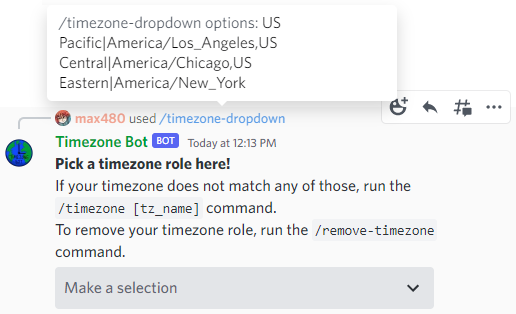 /timezone-dropdown options: US
Pacific|America/Los_Angeles,US
Central|America/Chicago,US
Eastern|America/New_York
max480 used /timezone-dropdown
Timezone Bot BOT Today at 12:13 PM
Pick a timezone role here!
If your timezone does not match any of those, run the
/timezone [tz_name] command.
To remove your timezone role, run the /remove-timezone
command.
Make a selection